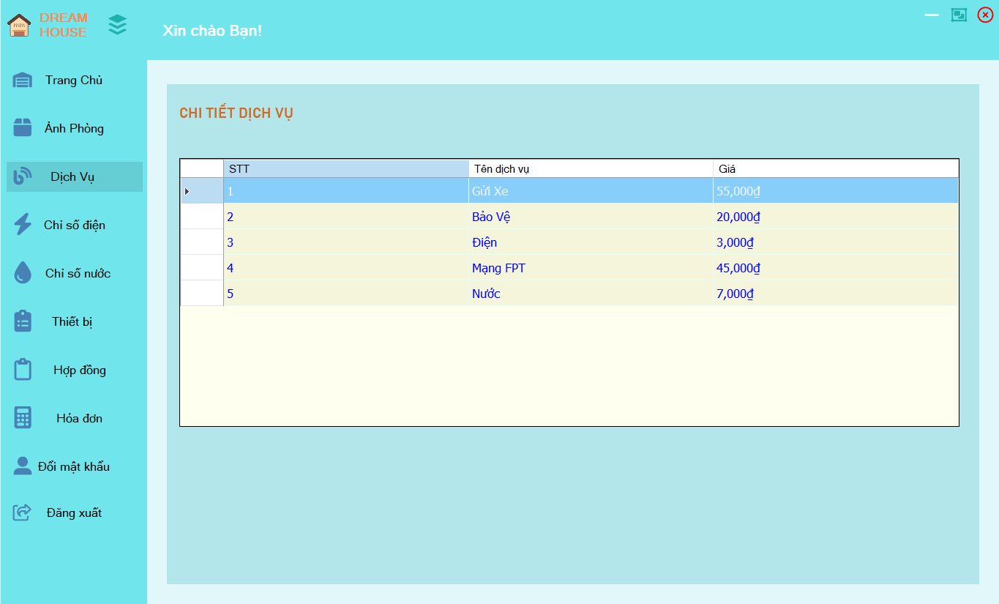 DREAM
HOUSE
Xin chào Bạn!
Trang Chủ
Ảnh Phòng
Dịch Vụ
Chỉ số điện
Chỉ số nước
Thiết bị
Hợp đồng
Hóa đơn
Đổi mật khẩu
Đăng xuất
CHI TIẾT DỊCH VỤ
STT Tên dịch vụ Giá
1 Gửi Xe 55,000₫
2 Bảo Vệ 20,000₫
3 Điện 3,000₫
4 Mạng FPT 45,000₫
5 Nước 7,000₫